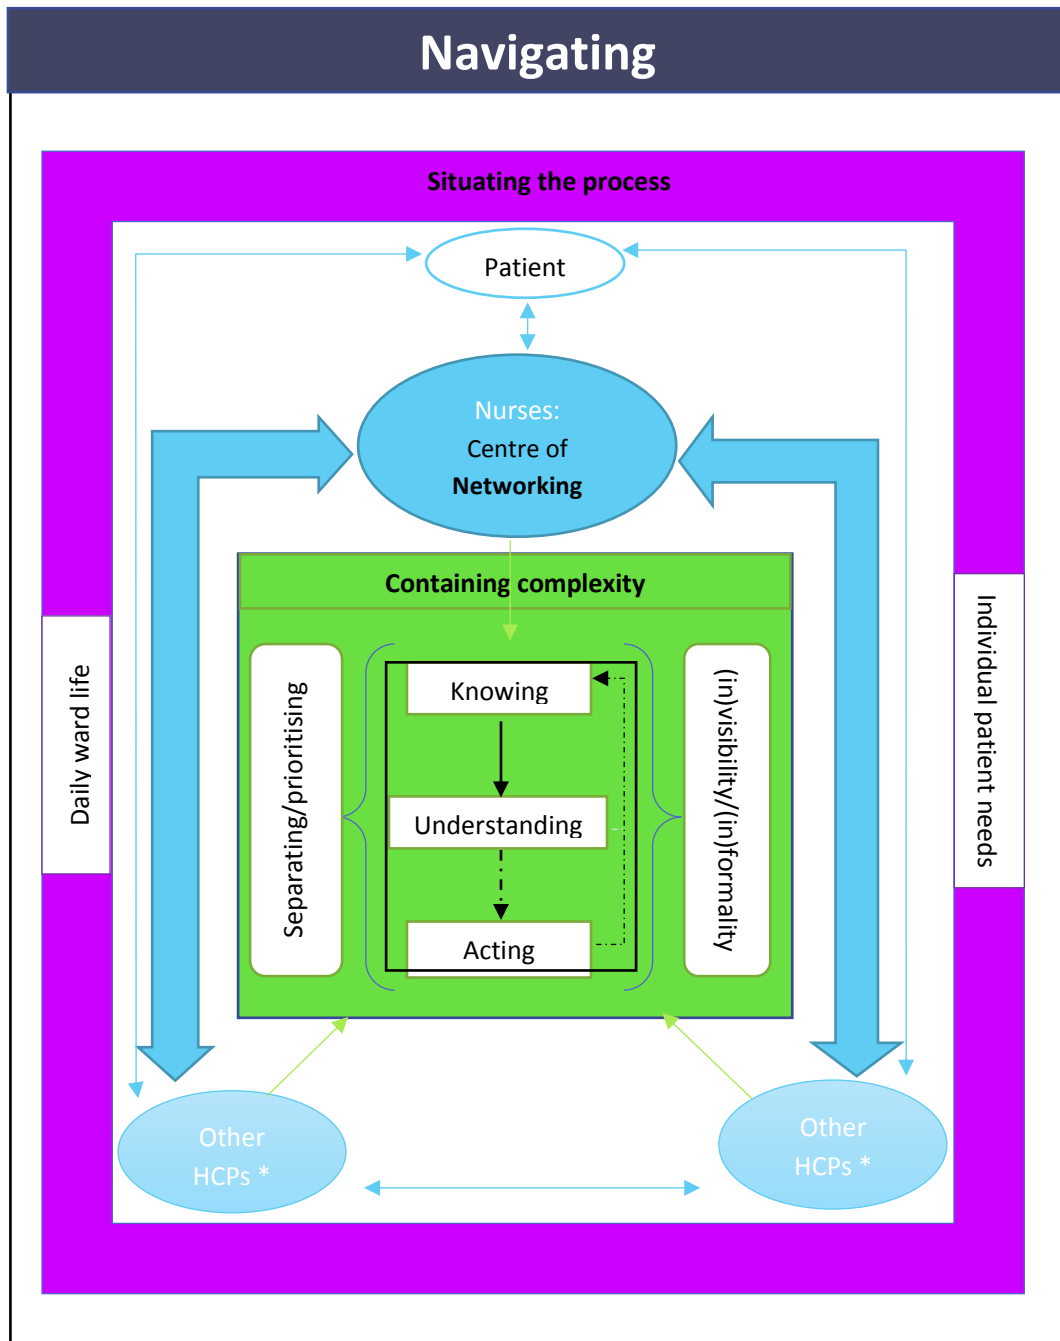 Navigating
Situating the process
Patient
Nurses:
Centre of
Networking
Containing complexity
Daily ward life
Separating/prioritising
Knowing
Understanding
Acting
(in)visibility/(in)formality
Individual patient needs
Other
HCPs *
Other
HCPs *